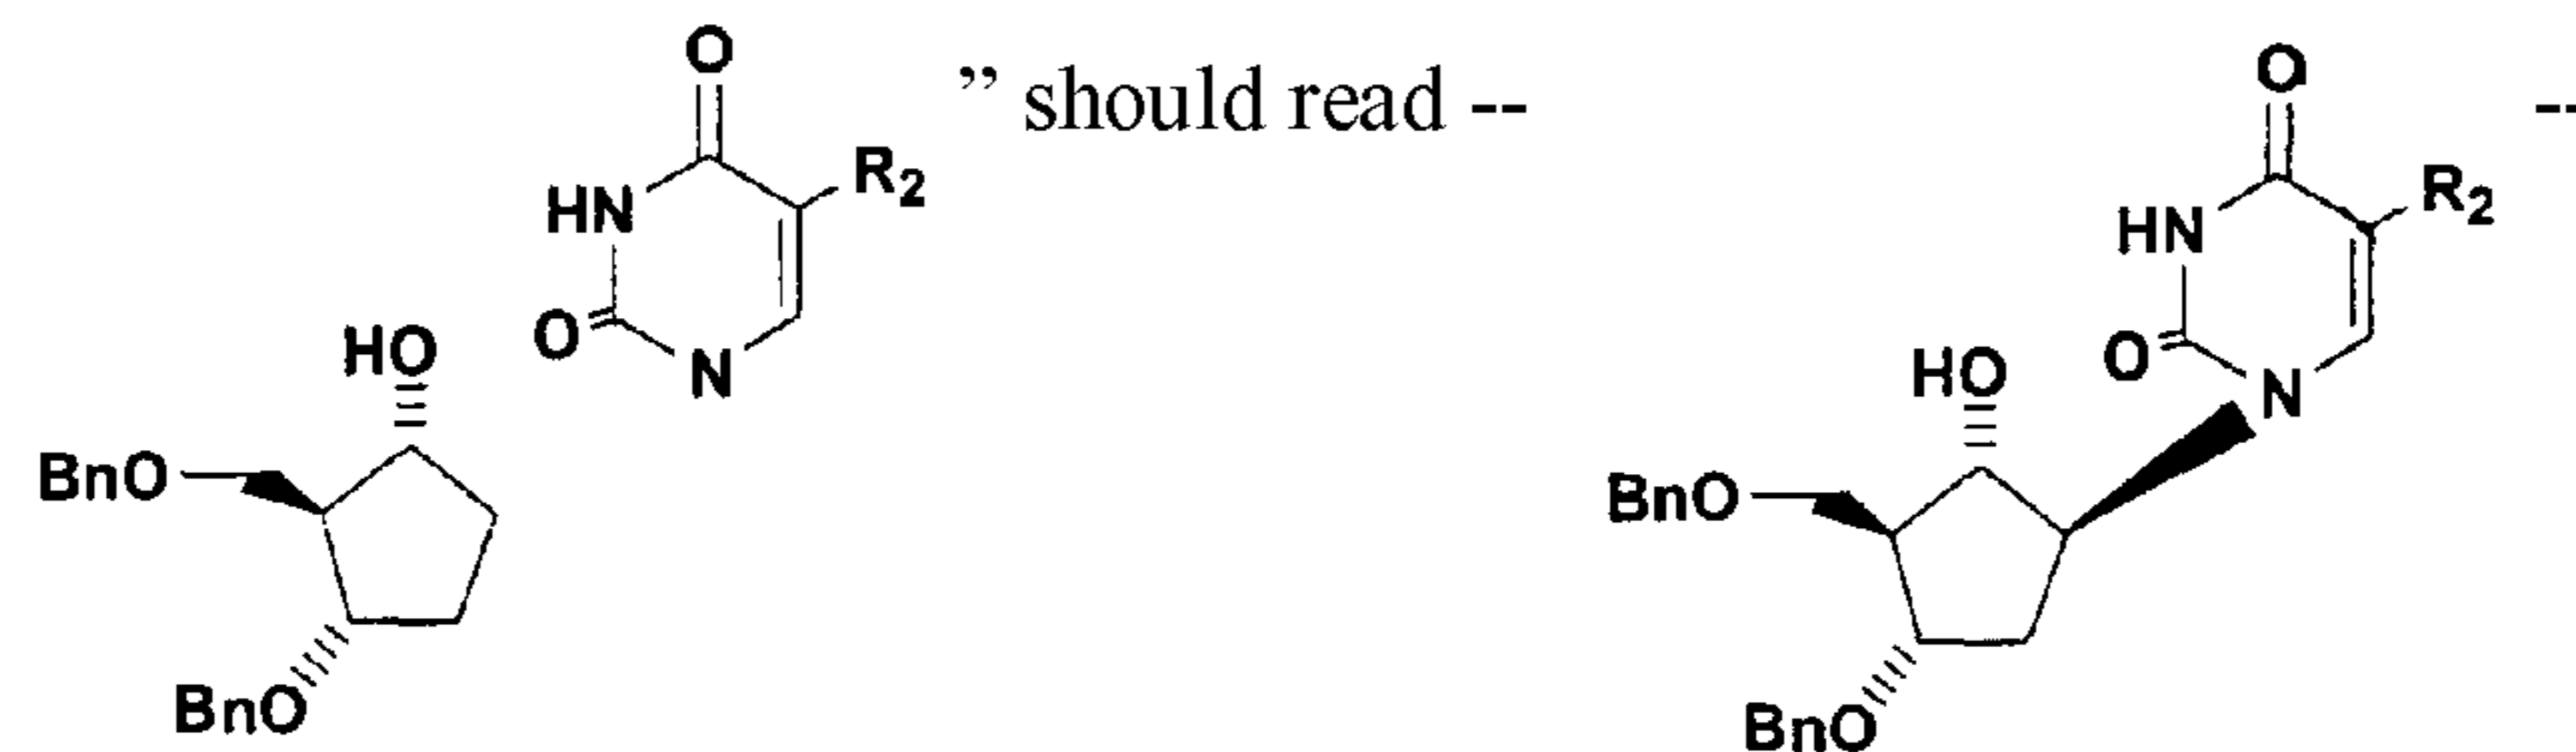 O
” should read --
O
--
R2
R2
HN
HN
O
O
HO
N
HO
N
BnO
BnO
BnO
BnO